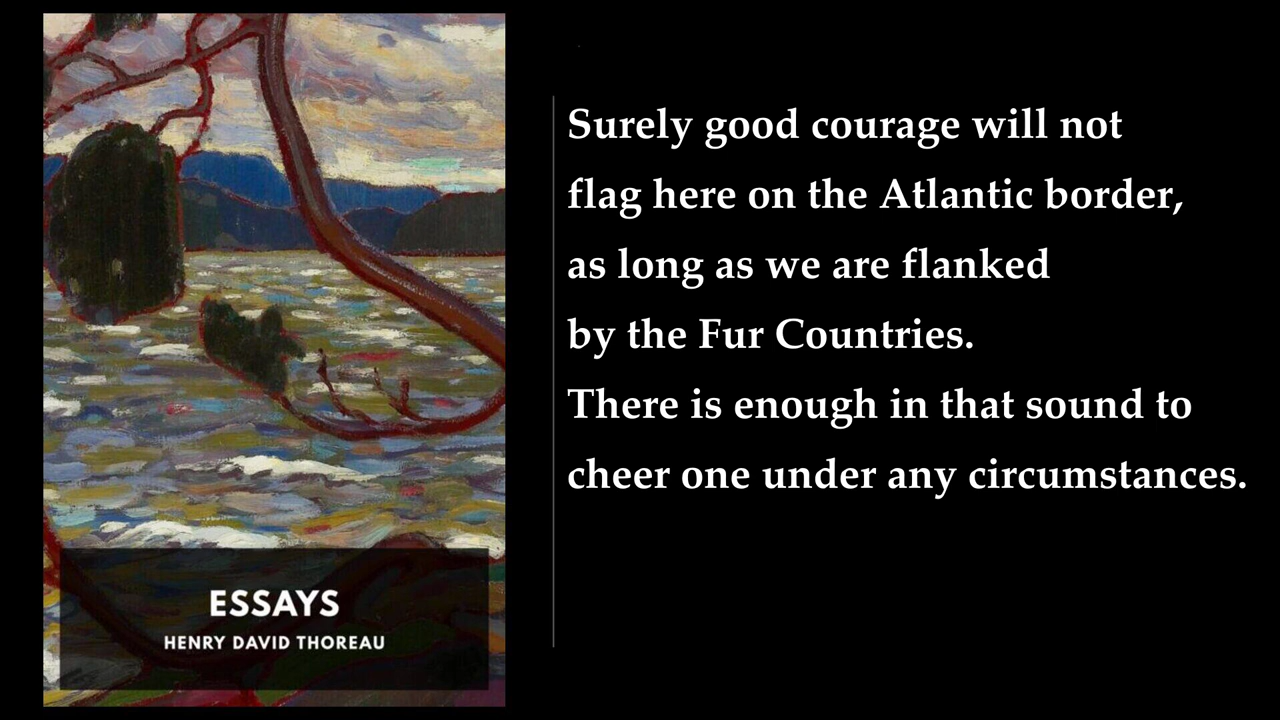 ESSAYS
HENRY DAVID THOREAU
Surely good courage will not
flag here on the Atlantic border,
as long as we are flanked
by the Fur Countries.
There is enough in that sound to
cheer one under any circumstances.